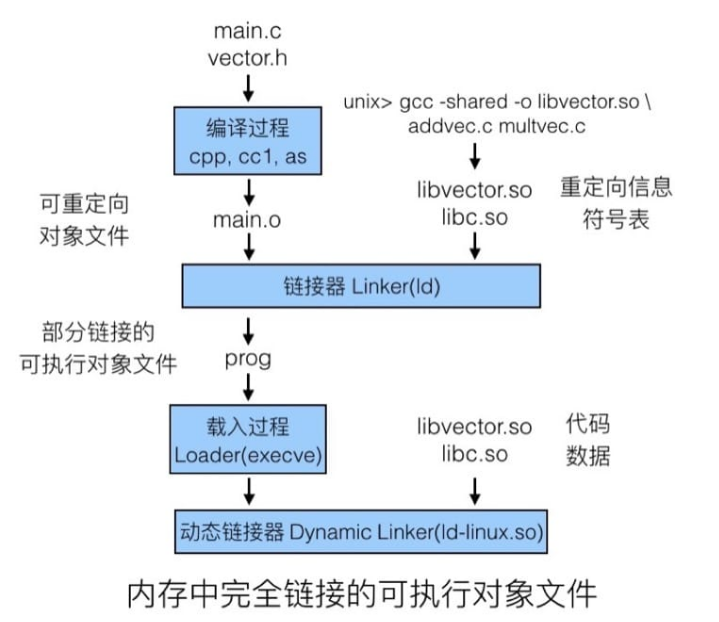 main.c
vector.h
unix> gcc -shared -o libvector.so \
addvec.c multvec.c
编译过程
cpp, cc1, as
libvector.so
libc.so
重定向信息
符号表
可重定向
对象文件
main.o
链接器 Linker(ld)
部分链接的
可执行对象文件
prog
载入过程
Loader(execve)
libvector.so
libc.so
代码
数据
动态链接器 Dynamic Linker(ld-linux.so)
内存中完全链接的可执行对象文件